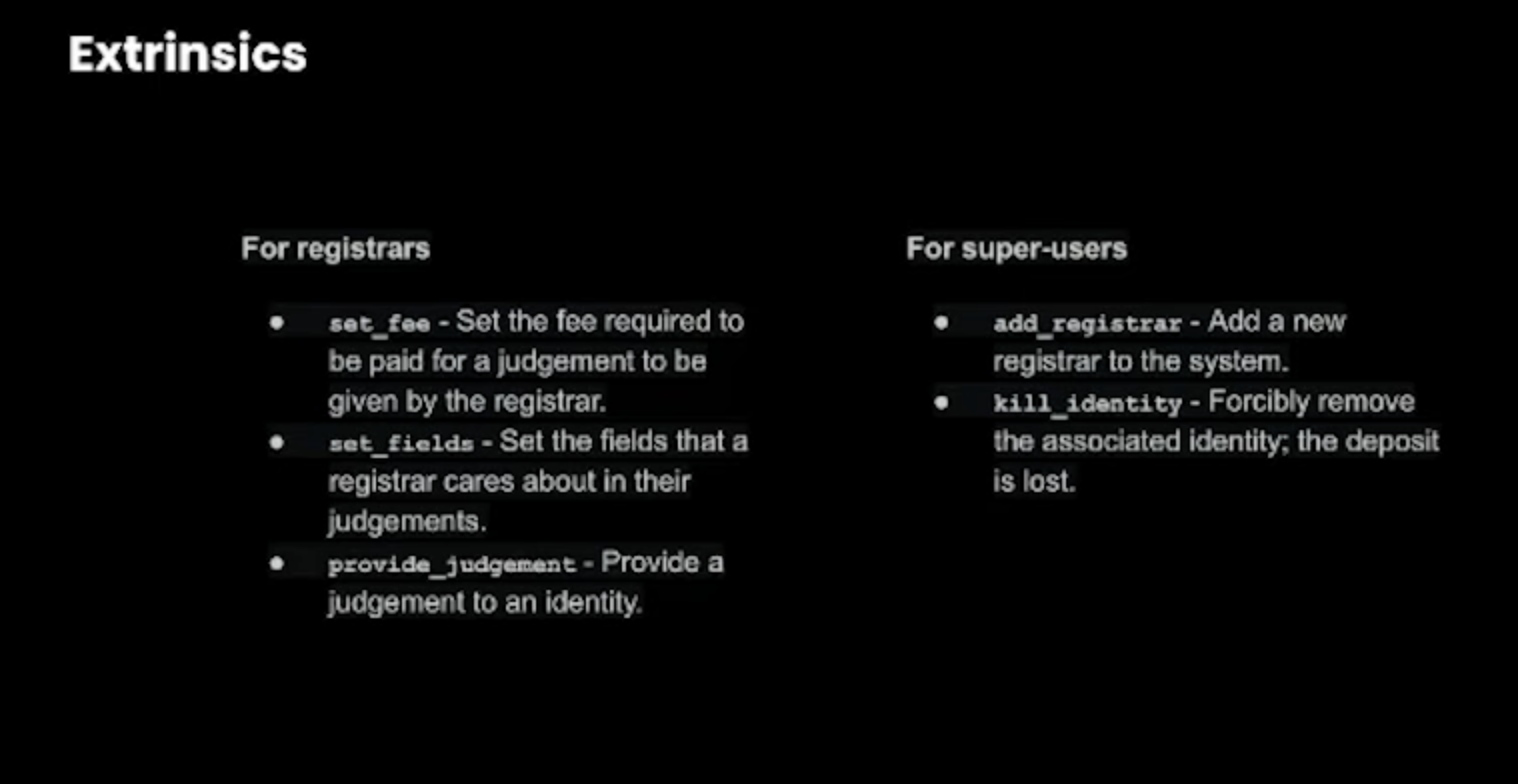 Extrinsics
For registrars
● set_fee - Set the fee required to
be paid for a judgement to be
given by the registrar.
● set_fields - Set the fields that a
registrar cares about in their
judgements.
● provide_judgement - Provide a
judgement to an identity.
For super-users
● add_registrar - Add a new
registrar to the system.
● kill_identity - Forcibly remove
the associated identity; the deposit
is lost.